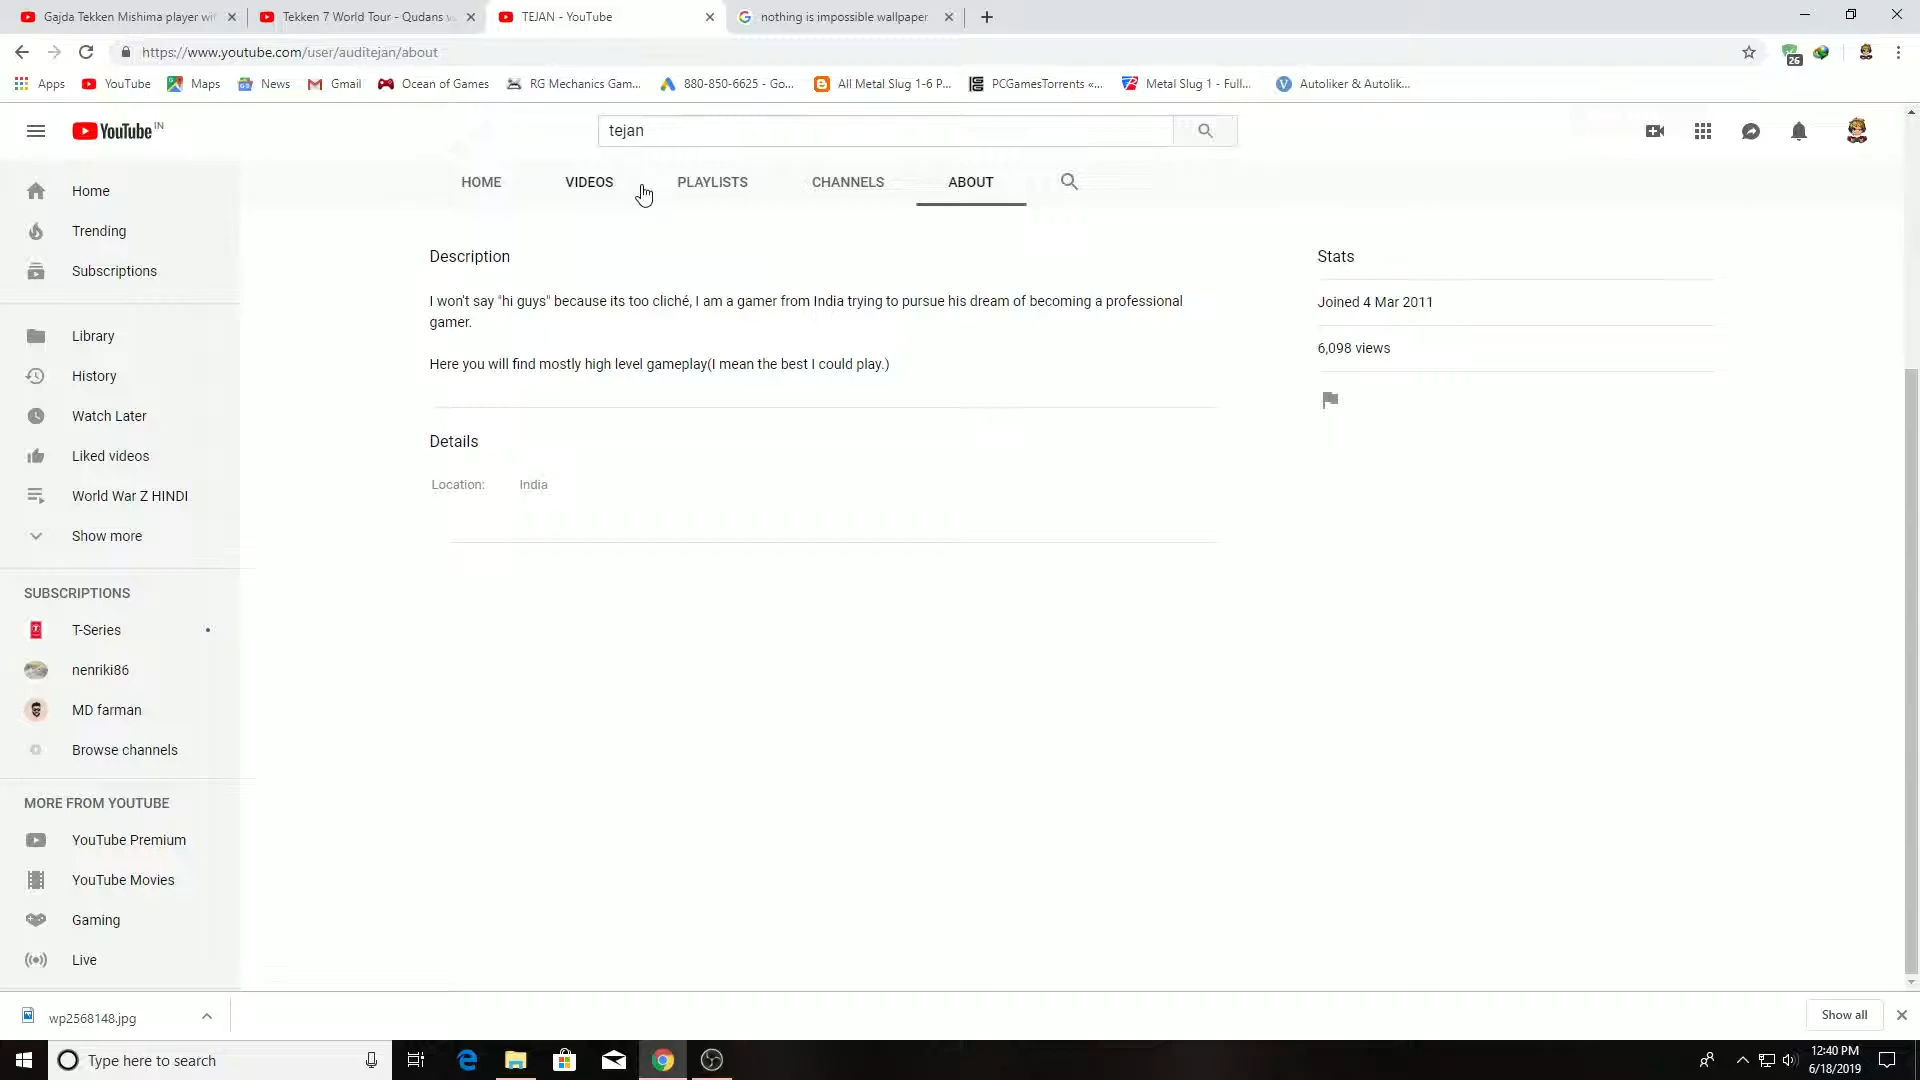 Gajda Tekken Mishima player wi
Tekken 7 World Tour - Qudans v
TEJAN - YouTube
nothing is impossible wallpaper
https://www.youtube.com/user/auditejan/about
26
Apps
YouTube
Maps
News
Gmail
Ocean of Games
RG Mechanics Gam...
880-850-6625 - Go...
All Metal Slug 1-6 P...
PCGamesTorrents «...
Metal Slug 1 - Full...
Autoliker & Autolik...
YouTube IN
tejan
HOME
VIDEOS
PLAYLISTS
CHANNELS
ABOUT
Home
Trending
Subscriptions
Library
History
Watch Later
Liked videos
World War Z HINDI
Show more
SUBSCRIPTIONS
T-Series
nenriki86
MD farman
Browse channels
MORE FROM YOUTUBE
YouTube Premium
YouTube Movies
Gaming
Live
Description
I won't say "hi guys" because its too cliché, I am a gamer from India trying to pursue his dream of becoming a professional
gamer.
Here you will find mostly high level gameplay(I mean the best I could play.)
Details
Location: India
Stats
Joined 4 Mar 2011
6,098 views
wp2568148.jpg
Show all
Type here to search
12:40 PM
6/18/2019